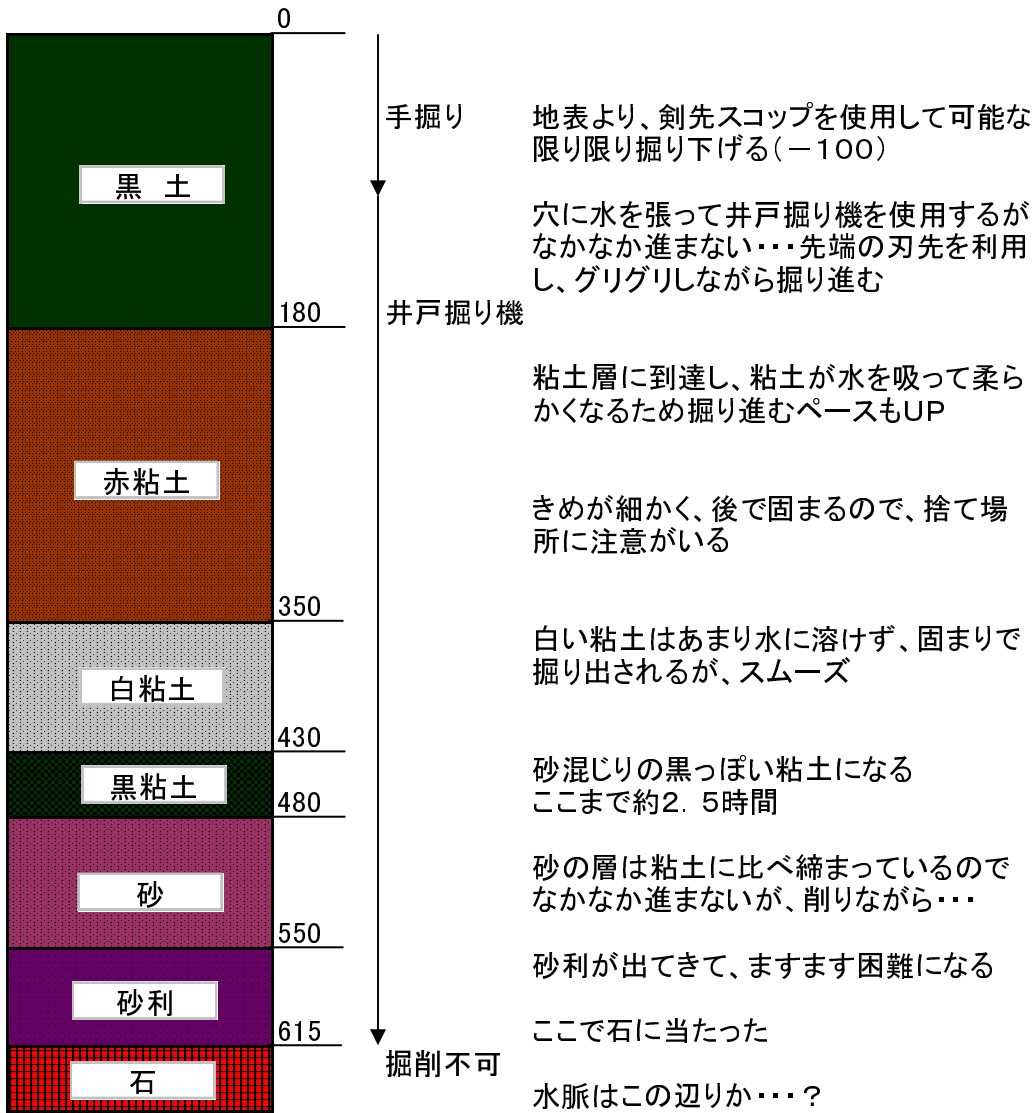 0
手掘り
地表より、剣先スコップを使用して可能な
限り限り掘り下げる(－100)
黒　土
穴に水を張って井戸掘り機を使用するが
なかなか進まない・・・先端の刃先を利用
し、グリグリしながら掘り進む
180
井戸掘り機
粘土層に到達し、粘土が水を吸って柔ら
かくなるため掘り進むペースもUP
赤粘土
きめが細かく、後で固まるので、捨て場
所に注意がいる
350
白い粘土はあまり水に溶けず、固まりで
掘り出されるが、スムーズ
白粘土
430
砂混じりの黒っぽい粘土になる
ここまで約2．5時間
黒粘土
480
砂の層は粘土に比べ締まっているので
なかなか進まないが、削りながら・・・
砂
550
砂利が出てきて、ますます困難になる
砂利
615
ここで石に当たった
掘削不可
石
水脈はこの辺りか・・・？